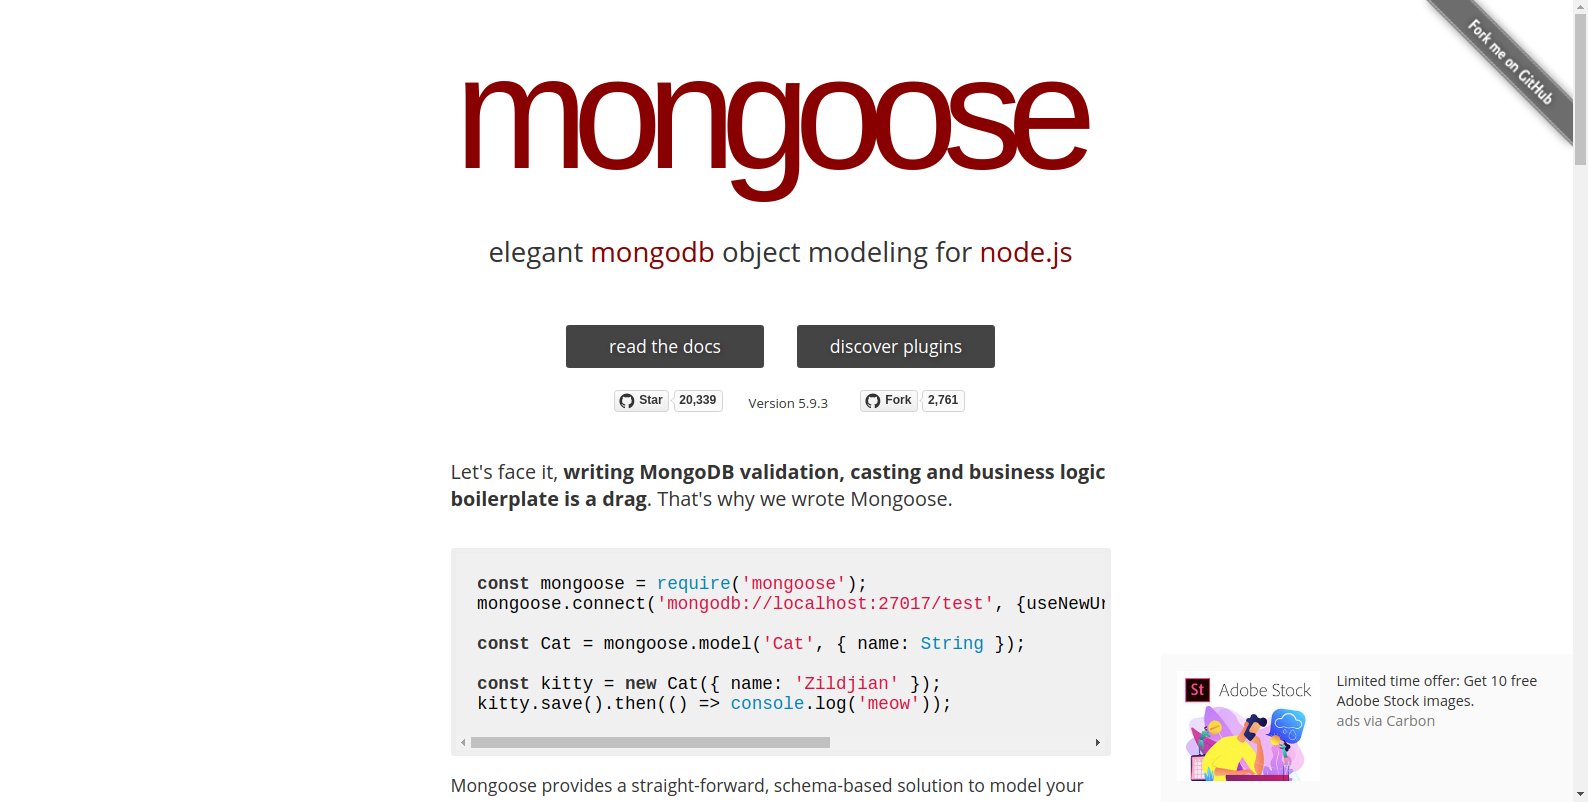 Fork me on GitHub
mongoose
elegant mongodb object modeling for node.js
read the docs
discover plugins
Star 20,339
Version 5.9.3
Fork 2,761
Let's face it, writing MongoDB validation, casting and business logic
boilerplate is a drag. That's why we wrote Mongoose.
const mongoose = require('mongoose');
mongoose.connect('mongodb://localhost:27017/test', {useNewUr
const Cat = mongoose.model('Cat', { name: String });
const kitty = new Cat({ name: 'Zildjian' });
kitty.save().then(() => console.log('meow'));
Mongoose provides a straight-forward, schema-based solution to model your
St Adobe Stock
Limited time offer: Get 10 free
Adobe Stock images.
ads via Carbon